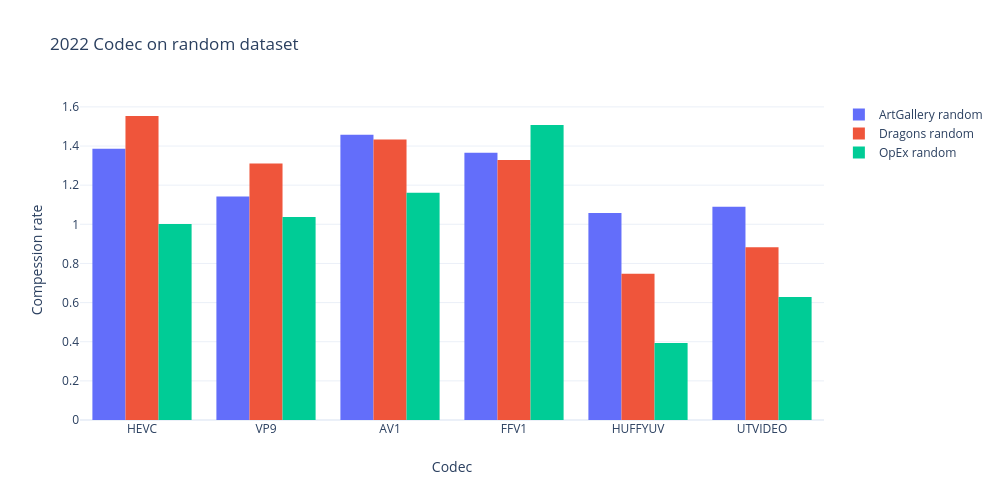 2022 Codec on random dataset
1.6
1.4
1.2
1
0.8
0.6
0.4
0.2
0
Compession rate
HEVC
VP9
AV1
FFV1
HUFFYUV
UTVIDEO
Codec
ArtGallery random
Dragons random
OpEx random